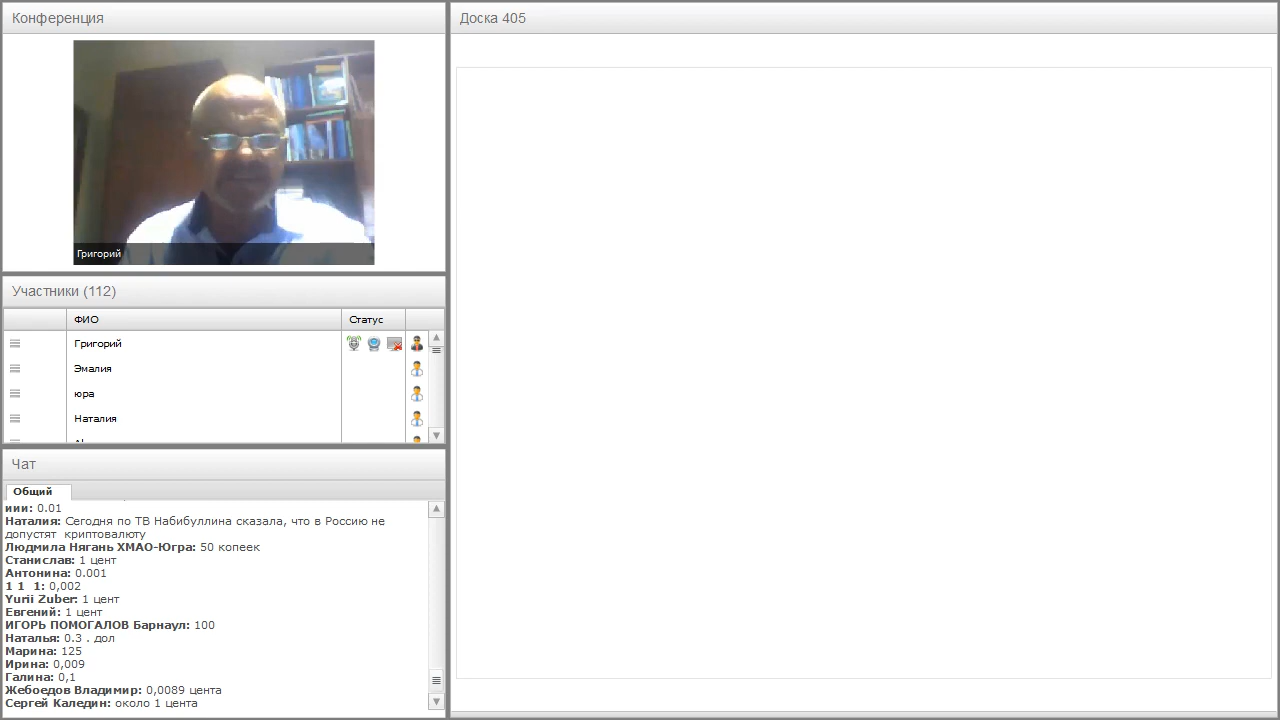 Конференция
Григорий
Участники (112)
ФИО
Статус
Григорий
Эмалия
юра
Наталия
Чат
Общий
иии: 0.01
Наталия: Сегодня по ТВ Набибуллина сказала, что в Россию не
допустят криптовалюту
Людмила Нягань ХМАО-Югра: 50 копеек
Станислав: 1 цент
Антонина: 0.001
1 1 1: 0,002
Yurii Zuber: 1 цент
Евгений: 1 цент
ИГОРЬ ПОМОГАЛОВ Барнаул: 100
Наталья: 0.3 . дол
Марина: 125
Ирина: 0,009
Галина: 0,1
Жебоедов Владимир: 0,0089 цента
Сергей Каледин: около 1 цента
Доска 405